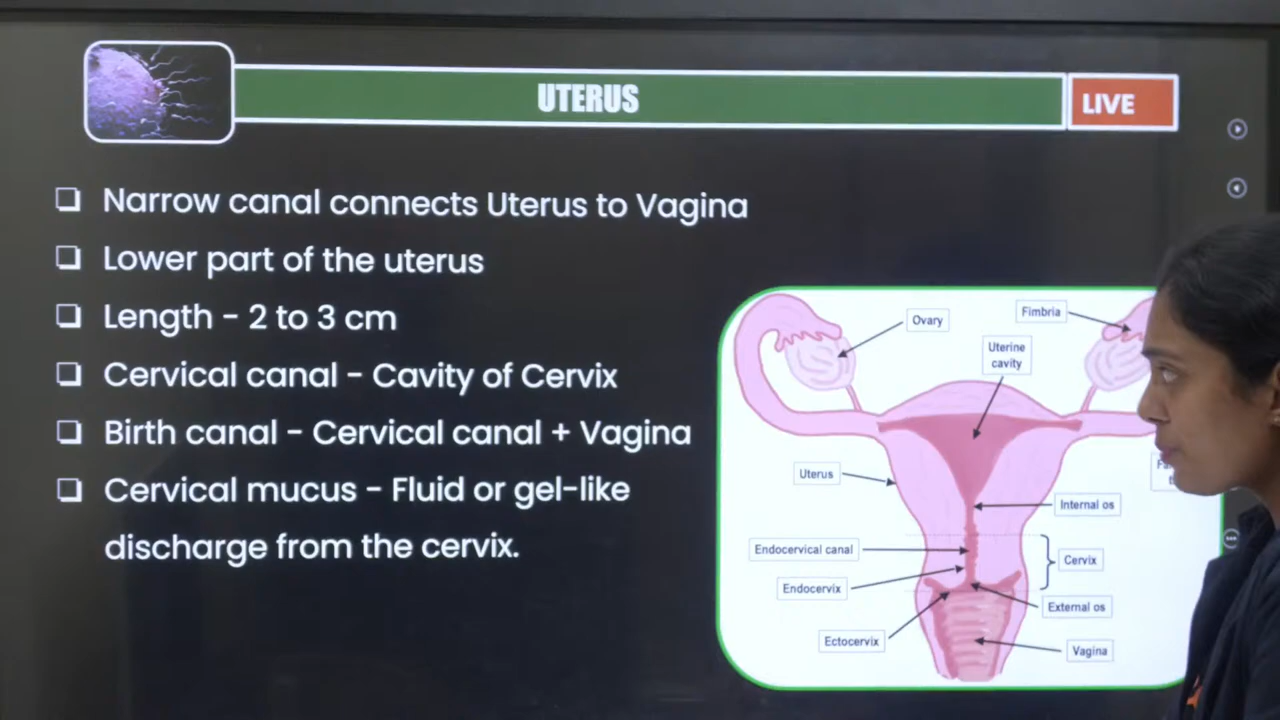 UTERUS
LIVE
❑ Narrow canal connects Uterus to Vagina
❑ Lower part of the uterus
❑ Length - 2 to 3 cm
❑ Cervical canal - Cavity of Cervix
❑ Birth canal - Cervical canal + Vagina
❑ Cervical mucus - Fluid or gel-like
discharge from the cervix.
Ovary
Fimbria
Uterine
cavity
Uterus
Internal os
Endocervical canal
Cervix
Endocervix
External os
Ectocervix
Vagina